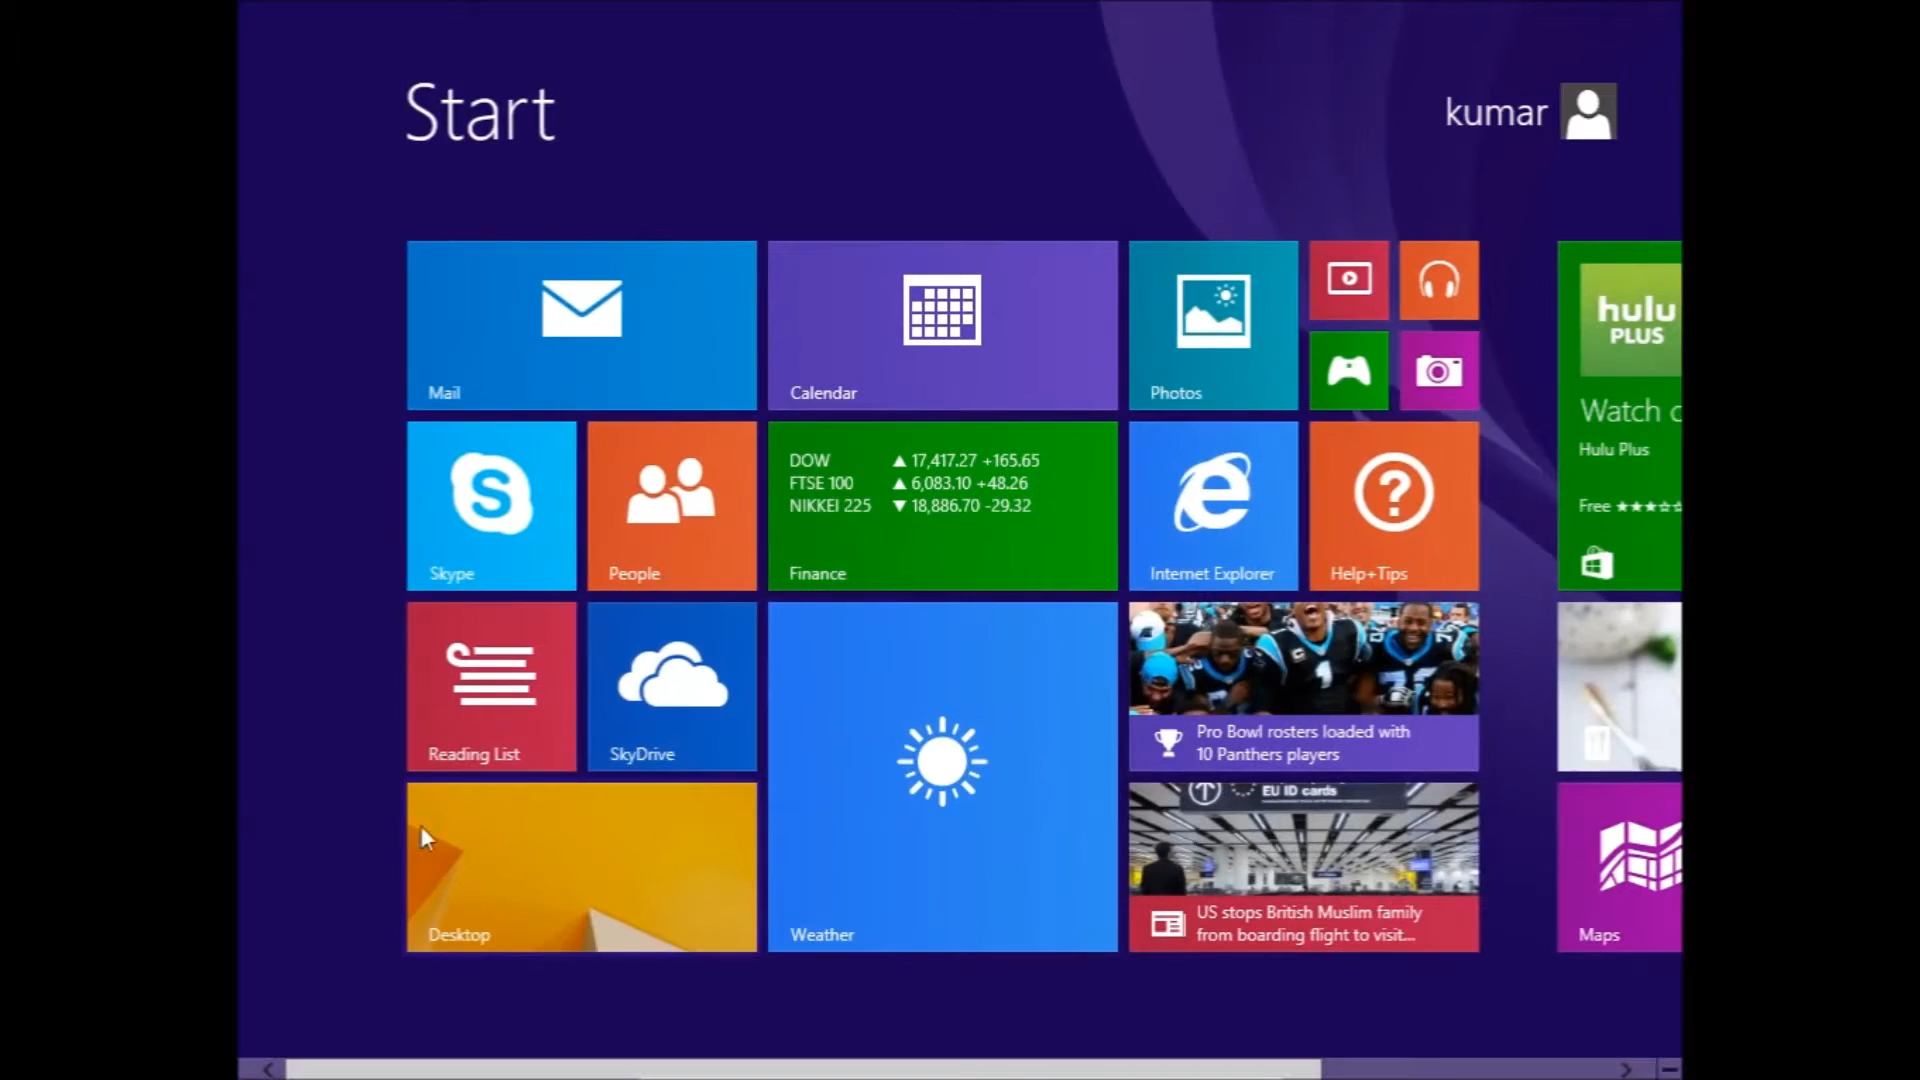 Start
kumar
Mail
Calendar
Photos
hulu
PLUS
Watch c
Hulu Plus
Free
Skype
People
DOW ▲ 17,417.27 +165.65
FTSE 100 ▲ 6,083.10 +48.26
NIKKEI 225 ▼ 18,886.70 -29.32
Finance
Internet Explorer
Help+Tips
Reading List
SkyDrive
Weather
Pro Bowl rosters loaded with
10 Panthers players
Desktop
EU ID cards
US stops British Muslim family
from boarding flight to visit...
Maps